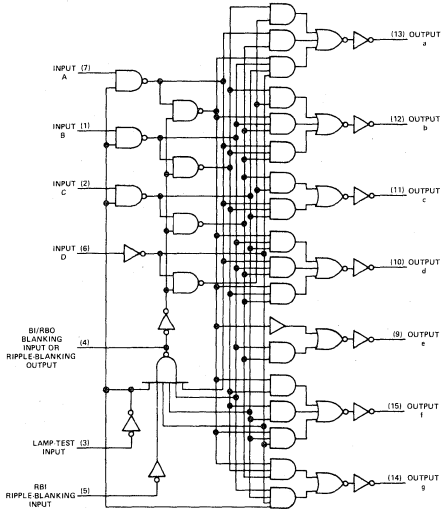 (13) OUTPUT
a
INPUT (7)
A
INPUT (1)
B
(12) OUTPUT
b
INPUT (2)
C
(11) OUTPUT
c
INPUT (6)
D
(10) OUTPUT
d
BI/RBO
BLANKING (4)
INPUT OR
RIPPLE-BLANKING
OUTPUT
(9) OUTPUT
e
(15) OUTPUT
f
LAMP-TEST (3)
INPUT
RBI (5)
RIPPLE-BLANKING
INPUT
(14) OUTPUT
g